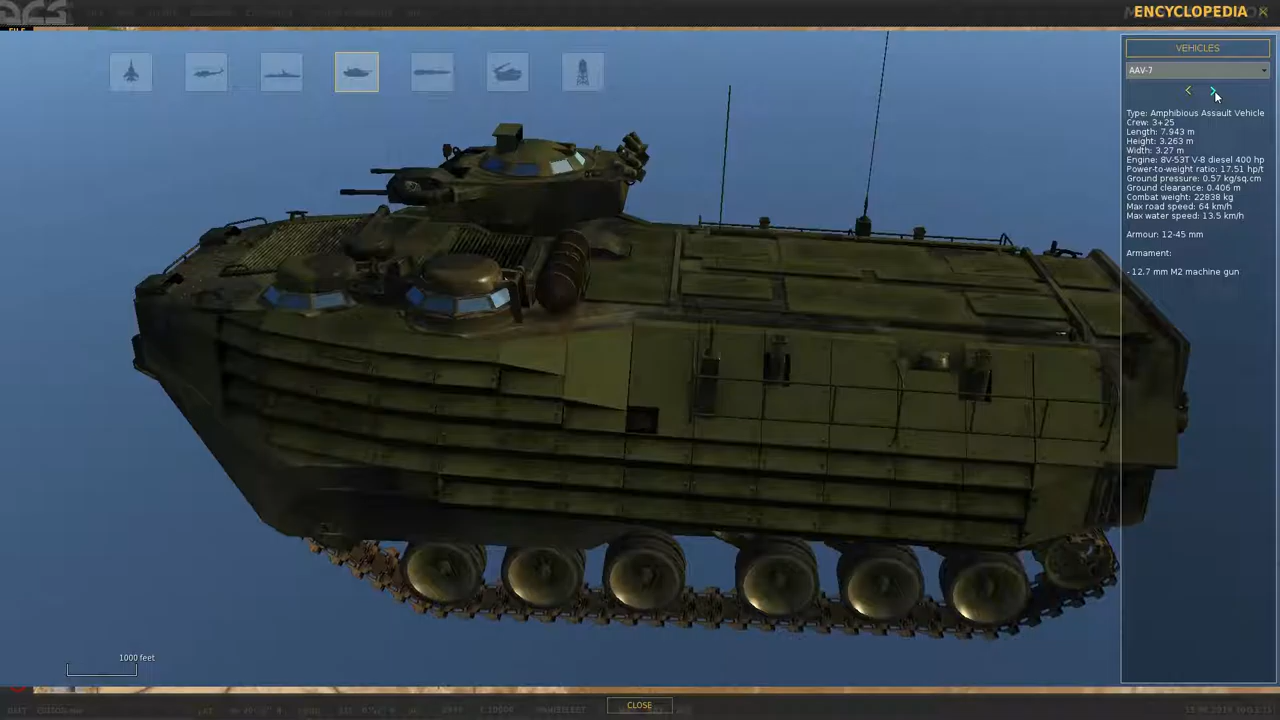 DCS
ENCYCLOPEDIA
FILE
VEHICLES
AAV-7
Type: Amphibious Assault Vehicle
Crew: 3+25
Length: 7.943 m
Height: 3.263 m
Width: 3.27 m
Engine: 8V-53T V-8 diesel 400 hp
Power-to-weight ratio: 17.51 hp/t
Ground pressure: 0.57 kg/sq.cm
Ground clearance: 0.406 m
Combat weight: 22838 kg
Max road speed: 64 km/h
Max water speed: 13.5 km/h
Armour: 12-45 mm
Armament:
- 12.7 mm M2 machine gun
1000 feet
CLOSE